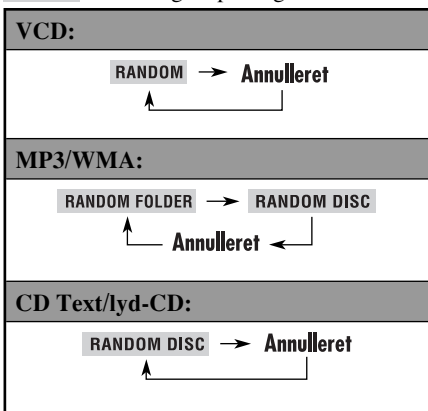 VCD:
RANDOM → Annulleret
MP3/WMA:
RANDOM FOLDER → RANDOM DISC
Annulleret
CD Text/lyd-CD:
RANDOM DISC → Annulleret